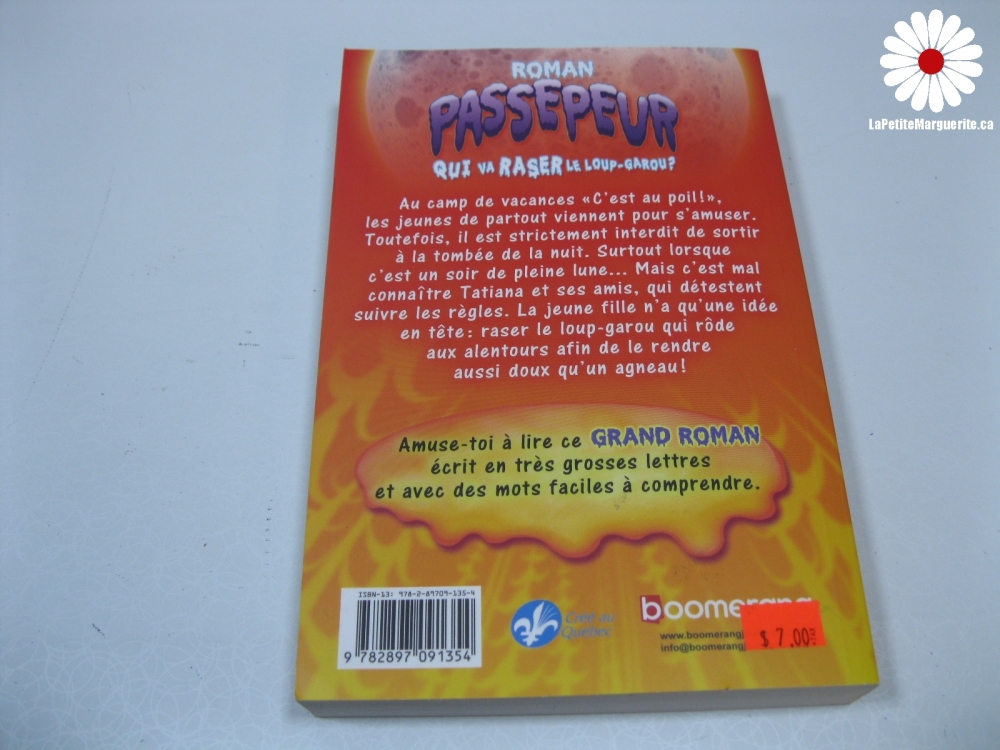 LaPetiteMarguerite.ca
ROMAN
PASSEPEUR
QUI VA RASER LE LOUP-GAROU?
Au camp de vacances «C'est au poil!»,
les jeunes de partout viennent pour s'amuser.
Toutefois, il est strictement interdit de sortir
à la tombée de la nuit. Surtout lorsque
c'est un soir de pleine lune... Mais c'est mal
connaître Tatiana et ses amis, qui détestent
suivre les règles. La jeune fille n'a qu'une idée
en tête: raser le loup-garou qui rôde
aux alentours afin de le rendre
aussi doux qu'un agneau!
Amuse-toi à lire ce GRAND ROMAN
écrit en très grosses lettres
et avec des mots faciles à comprendre.
ISBN-13: 978-2-89709-135-4
9 782897 091354
Créé au
Québec
boomerang
www.boomerangj
info@boomerang
$ 7.00